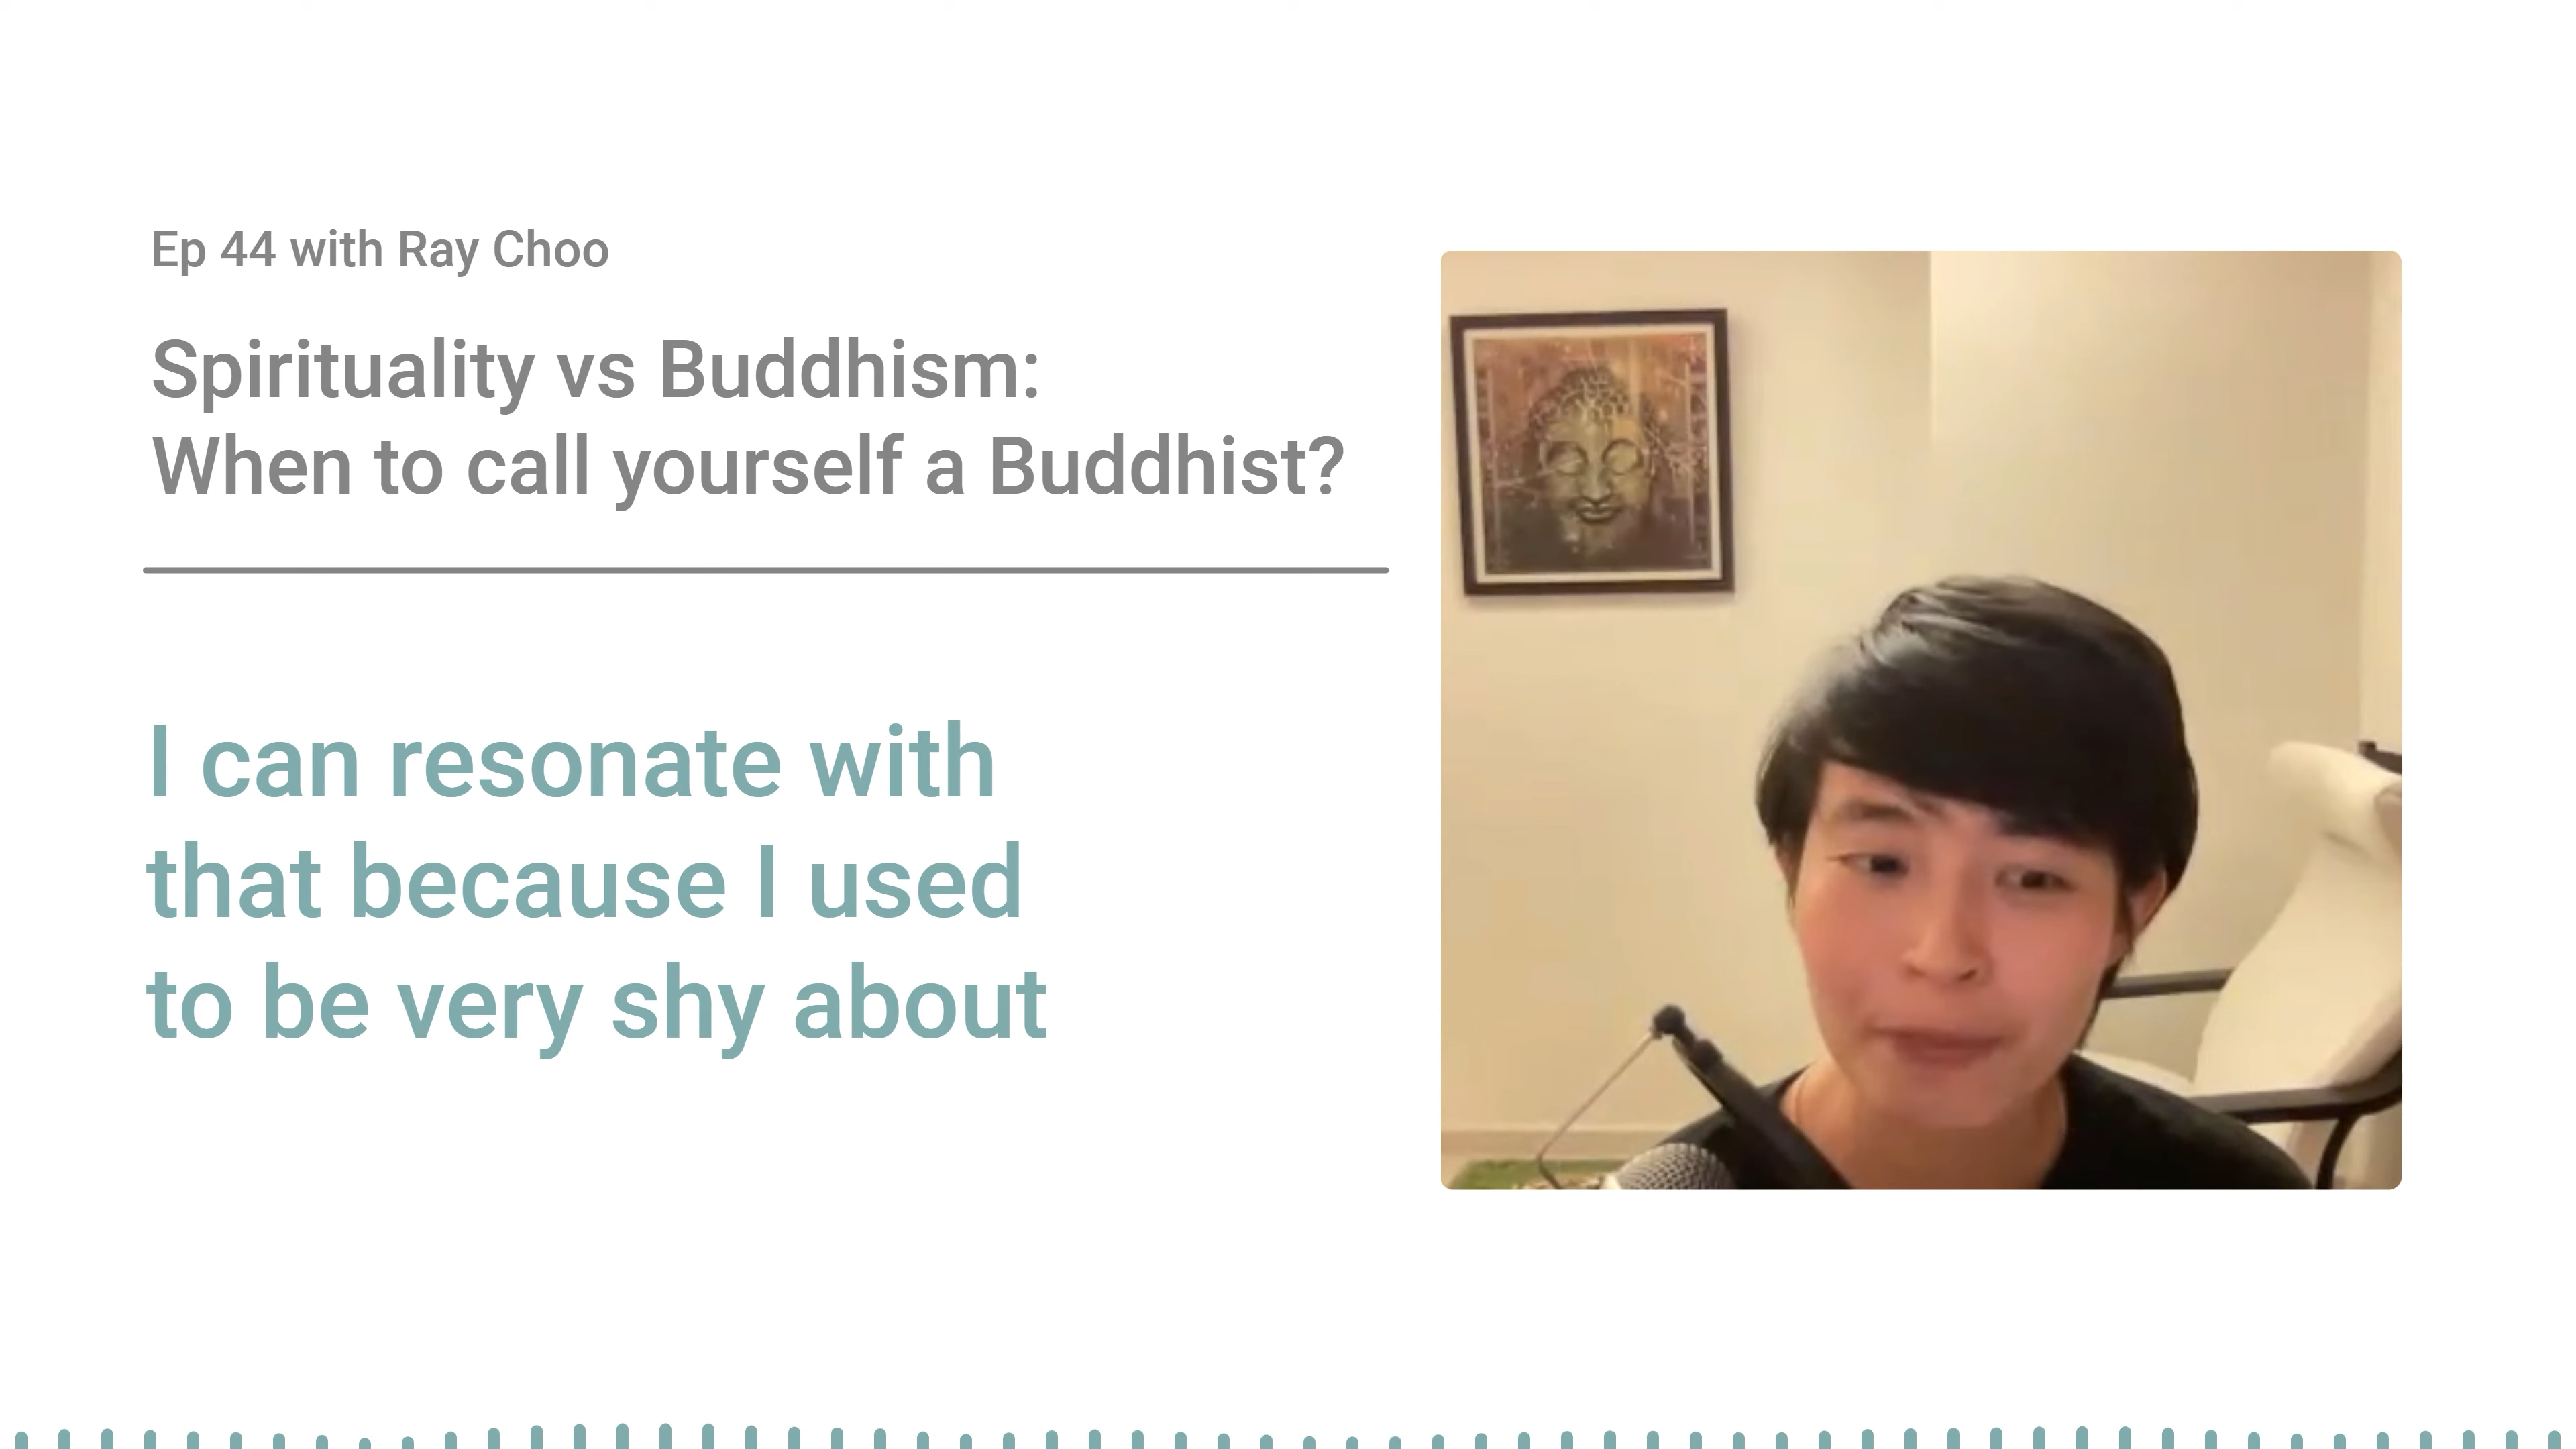 Ep 44 with Ray Choo
Spirituality vs Buddhism:
When to call yourself a Buddhist?
I can resonate with
that because I used
to be very shy about